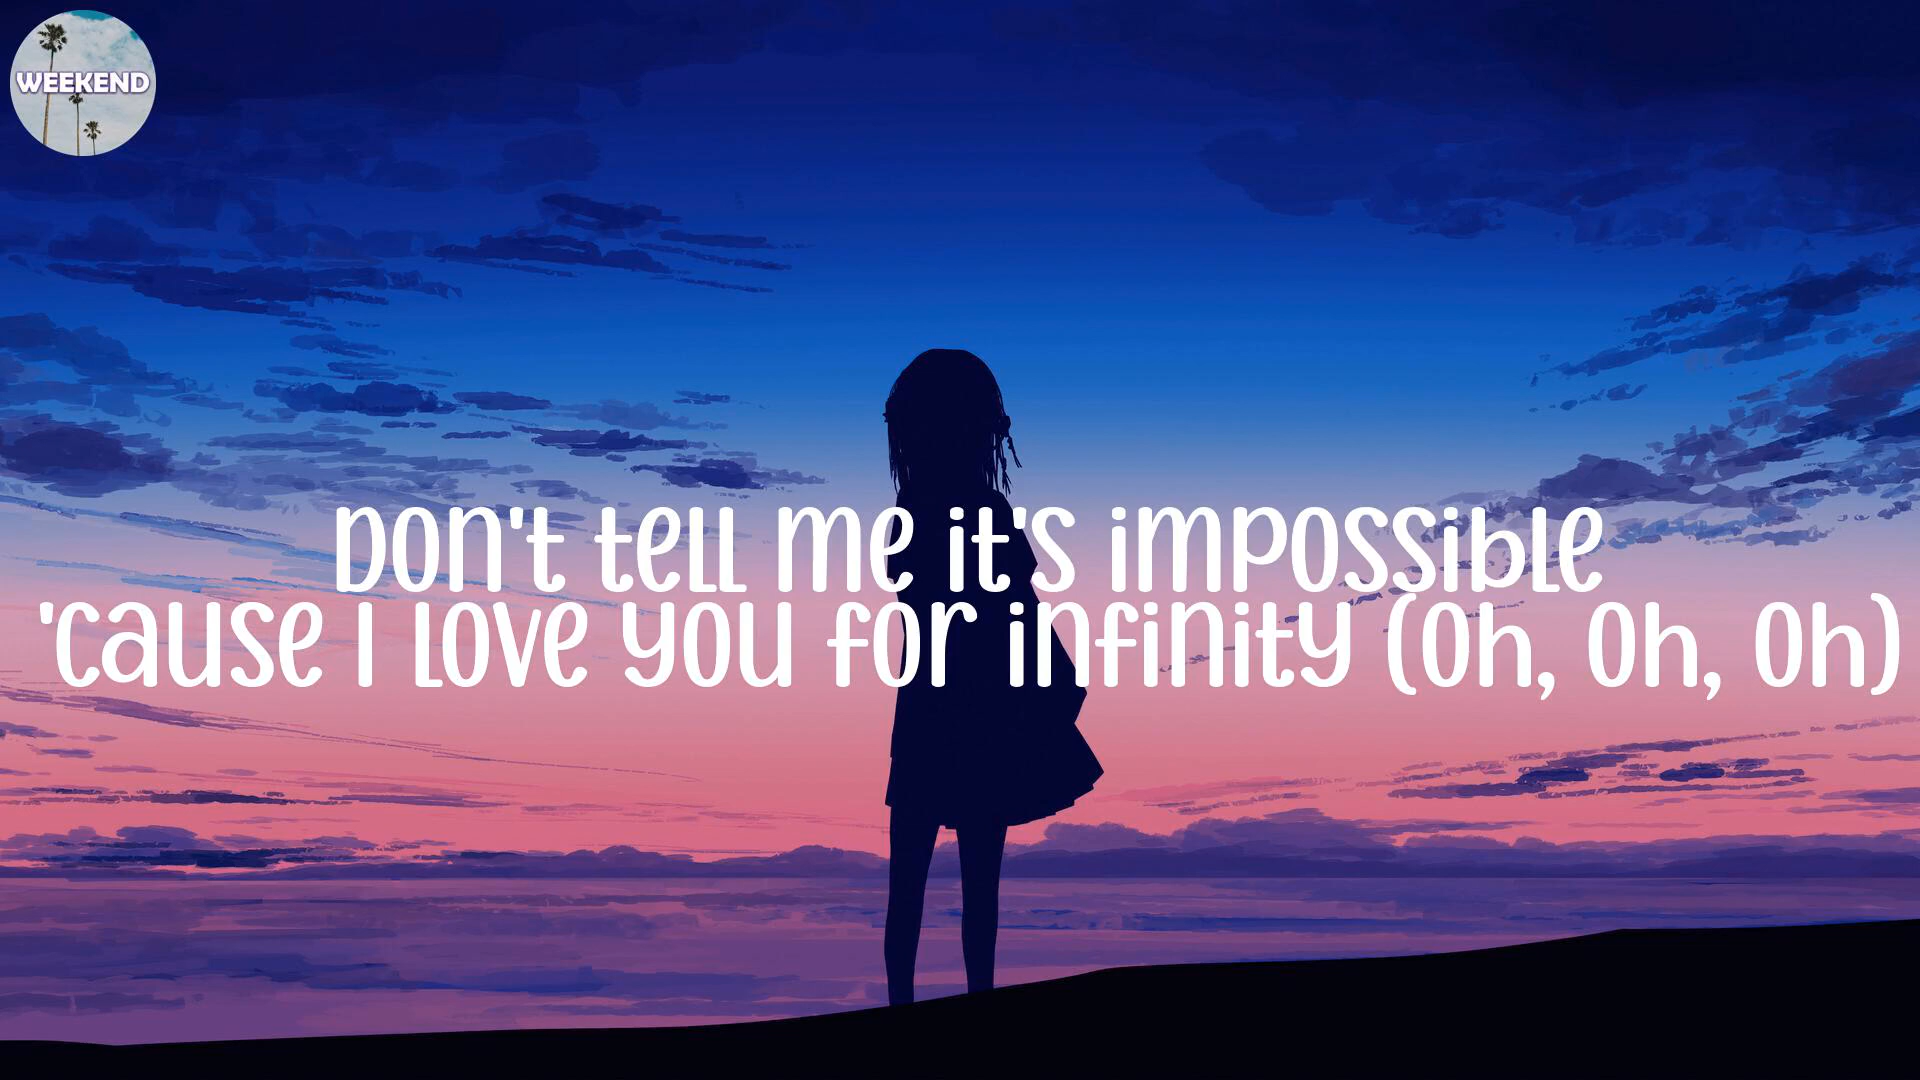 WEEKEND
Don't tell me it's impossible
'cause I love you for infinity (Oh, Oh, Oh)